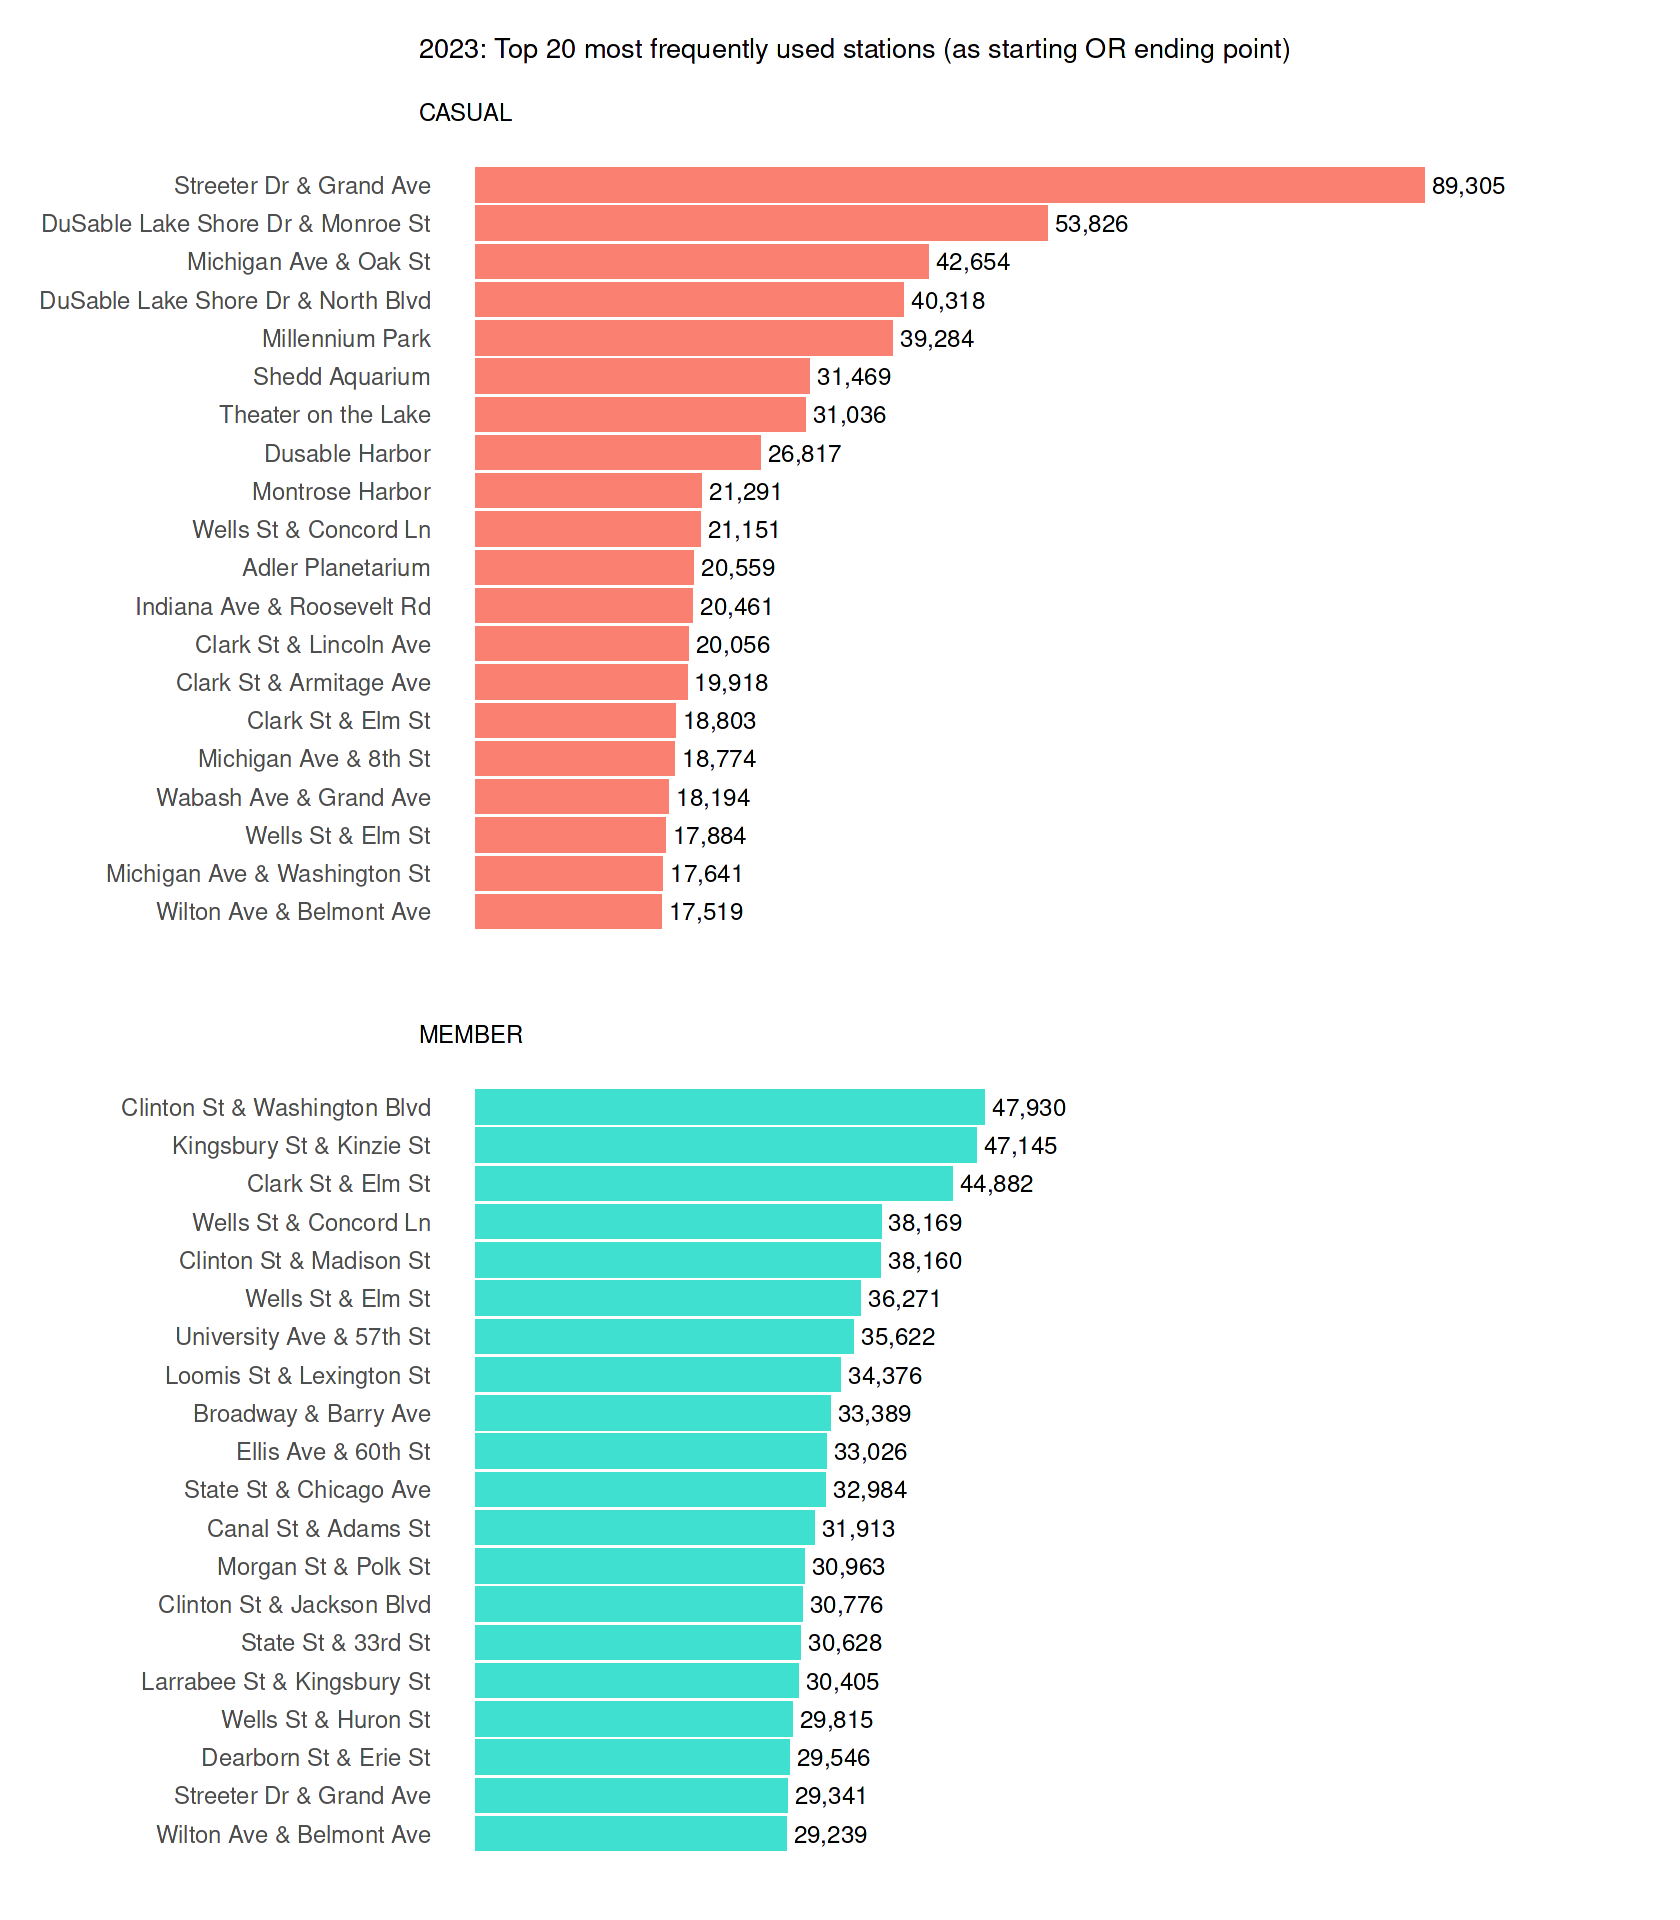 2023: Top 20 most frequently used stations (as starting OR ending point)
CASUAL
Streeter Dr & Grand Ave 89,305
DuSable Lake Shore Dr & Monroe St 53,826
Michigan Ave & Oak St 42,654
DuSable Lake Shore Dr & North Blvd 40,318
Millennium Park 39,284
Shedd Aquarium 31,469
Theater on the Lake 31,036
Dusable Harbor 26,817
Montrose Harbor 21,291
Wells St & Concord Ln 21,151
Adler Planetarium 20,559
Indiana Ave & Roosevelt Rd 20,461
Clark St & Lincoln Ave 20,056
Clark St & Armitage Ave 19,918
Clark St & Elm St 18,803
Michigan Ave & 8th St 18,774
Wabash Ave & Grand Ave 18,194
Wells St & Elm St 17,884
Michigan Ave & Washington St 17,641
Wilton Ave & Belmont Ave 17,519
MEMBER
Clinton St & Washington Blvd 47,930
Kingsbury St & Kinzie St 47,145
Clark St & Elm St 44,882
Wells St & Concord Ln 38,169
Clinton St & Madison St 38,160
Wells St & Elm St 36,271
University Ave & 57th St 35,622
Loomis St & Lexington St 34,376
Broadway & Barry Ave 33,389
Ellis Ave & 60th St 33,026
State St & Chicago Ave 32,984
Canal St & Adams St 31,913
Morgan St & Polk St 30,963
Clinton St & Jackson Blvd 30,776
State St & 33rd St 30,628
Larrabee St & Kingsbury St 30,405
Wells St & Huron St 29,815
Dearborn St & Erie St 29,546
Streeter Dr & Grand Ave 29,341
Wilton Ave & Belmont Ave 29,239